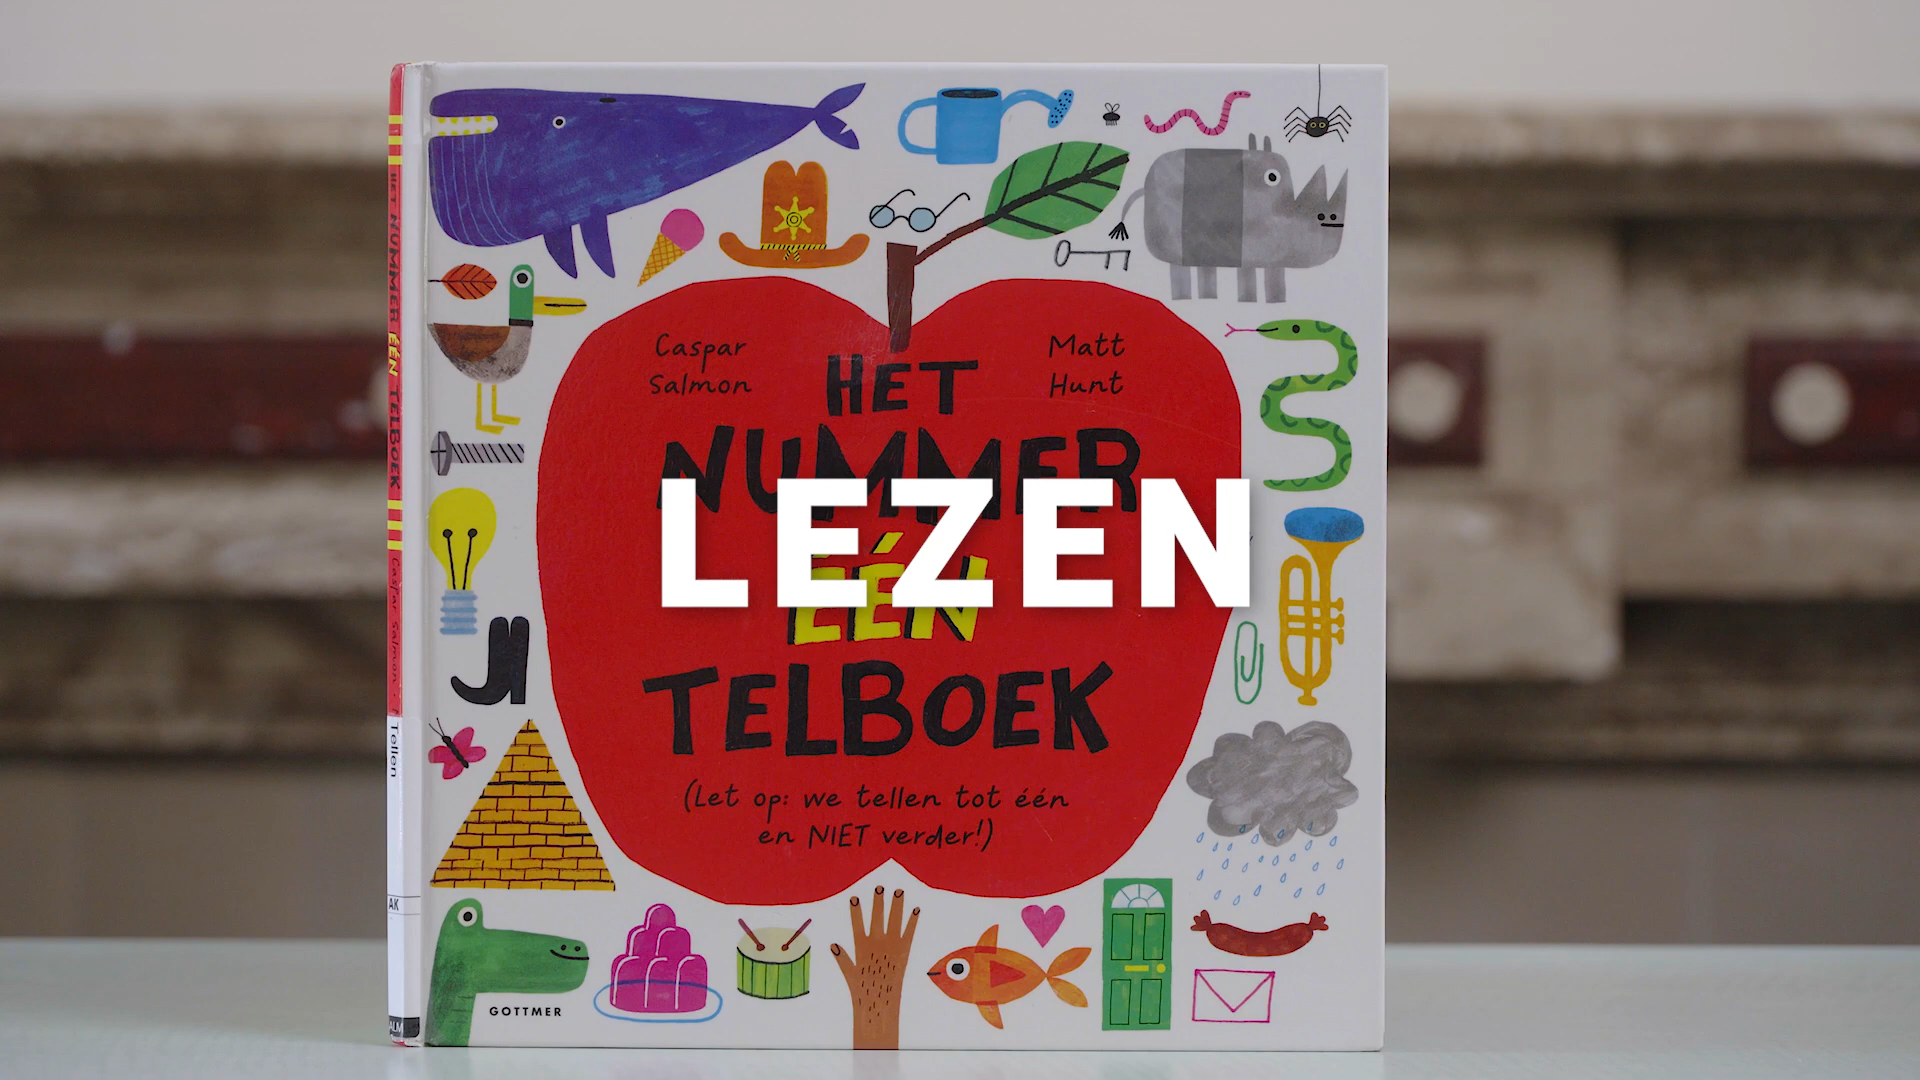 HET NUMMER ÉÉN TELBOEK Caspar Salmon
Tellen
AK
ALM
Caspar
Salmon
Matt
Hunt
HET
NUMMER
ÉÉN
TELBOEK
(Let op: we tellen tot één
en NIET verder!)
GOTTMER
LEZEN